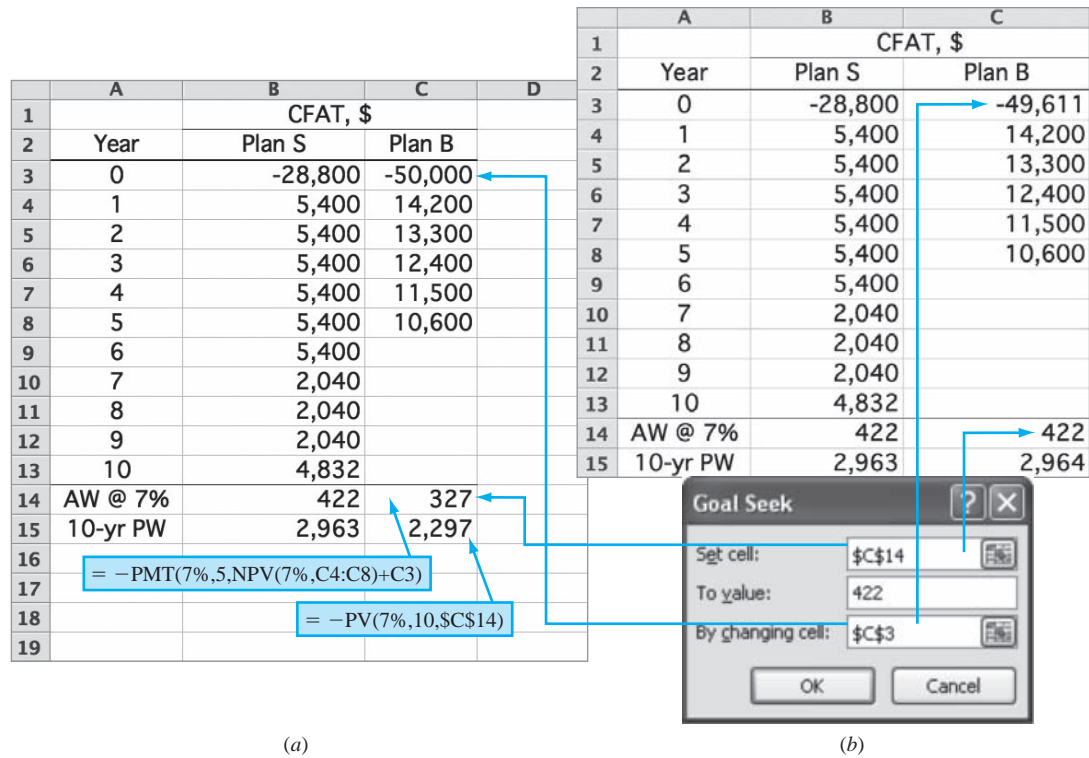 A B C D
1 CFAT, $
2 Year Plan S Plan B
3 0 -28,800 -50,000
4 1 5,400 14,200
5 2 5,400 13,300
6 3 5,400 12,400
7 4 5,400 11,500
8 5 5,400 10,600
9 6 5,400
10 7 2,040
11 8 2,040
12 9 2,040
13 10 4,832
14 AW @ 7% 422 327
15 10-yr PW 2,963 2,297
16
17
18
19
= −PMT(7%,5,NPV(7%,C4:C8)+C3)
= −PV(7%,10,$C$14)
(a)
A B C
1 CFAT, $
2 Year Plan S Plan B
3 0 -28,800 -49,611
4 1 5,400 14,200
5 2 5,400 13,300
6 3 5,400 12,400
7 4 5,400 11,500
8 5 5,400 10,600
9 6 5,400
10 7 2,040
11 8 2,040
12 9 2,040
13 10 4,832
14 AW @ 7% 422 422
15 10-yr PW 2,963 2,964
Goal Seek ? X
Set cell: $C$14
To value: 422
By changing cell: $C$3
OK Cancel
(b)